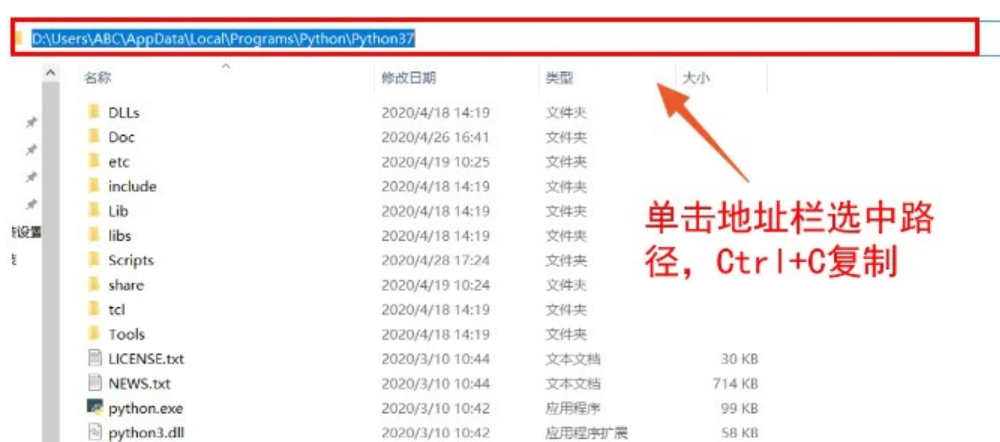 D:\Users\ABC\AppData\Local\Programs\Python\Python37
名称 修改日期 类型 大小
DLLs 2020/4/18 14:19 文件夹
Doc 2020/4/26 16:41 文件夹
etc 2020/4/19 10:25 文件夹
include 2020/4/18 14:19 文件夹
Lib 2020/4/18 14:19 文件夹
libs 2020/4/18 14:19 文件夹
Scripts 2020/4/28 17:24 文件夹
share 2020/4/19 10:24 文件夹
tcl 2020/4/18 14:19 文件夹
Tools 2020/4/18 14:19 文件夹
LICENSE.txt 2020/3/10 10:44 文本文档 30 KB
NEWS.txt 2020/3/10 10:44 文本文档 714 KB
python.exe 2020/3/10 10:42 应用程序 99 KB
python3.dll 2020/3/10 10:42 应用程序扩展 58 KB
设置
单击地址栏选中路
径，Ctrl+C复制